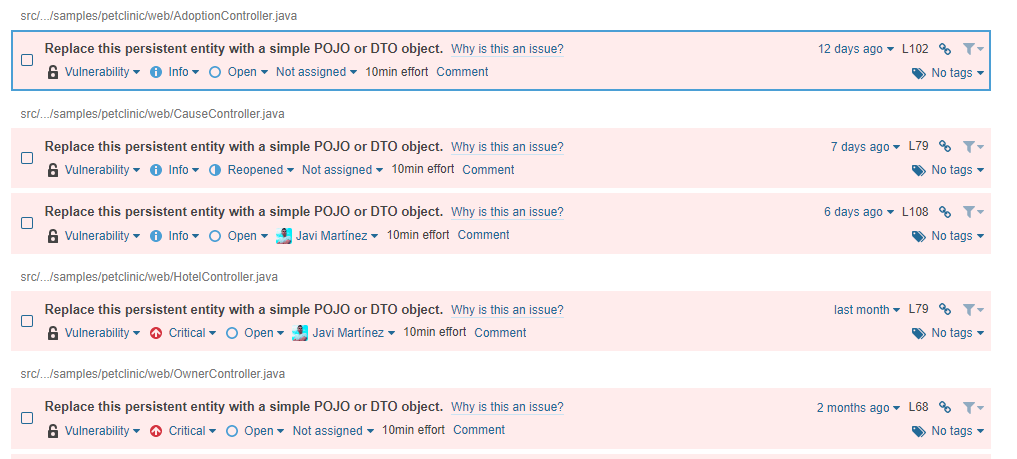 src/.../samples/petclinic/web/AdoptionController.java
Replace this persistent entity with a simple POJO or DTO object. Why is this an issue? 12 days ago L102
Vulnerability Info Open Not assigned 10min effort Comment No tags
src/.../samples/petclinic/web/CauseController.java
Replace this persistent entity with a simple POJO or DTO object. Why is this an issue? 7 days ago L79
Vulnerability Info Reopened Not assigned 10min effort Comment No tags
Replace this persistent entity with a simple POJO or DTO object. Why is this an issue? 6 days ago L108
Vulnerability Info Open Javi Martínez 10min effort Comment No tags
src/.../samples/petclinic/web/HotelController.java
Replace this persistent entity with a simple POJO or DTO object. Why is this an issue? last month L79
Vulnerability Critical Open Javi Martínez 10min effort Comment No tags
src/.../samples/petclinic/web/OwnerController.java
Replace this persistent entity with a simple POJO or DTO object. Why is this an issue? 2 months ago L68
Vulnerability Critical Open Not assigned 10min effort Comment No tags